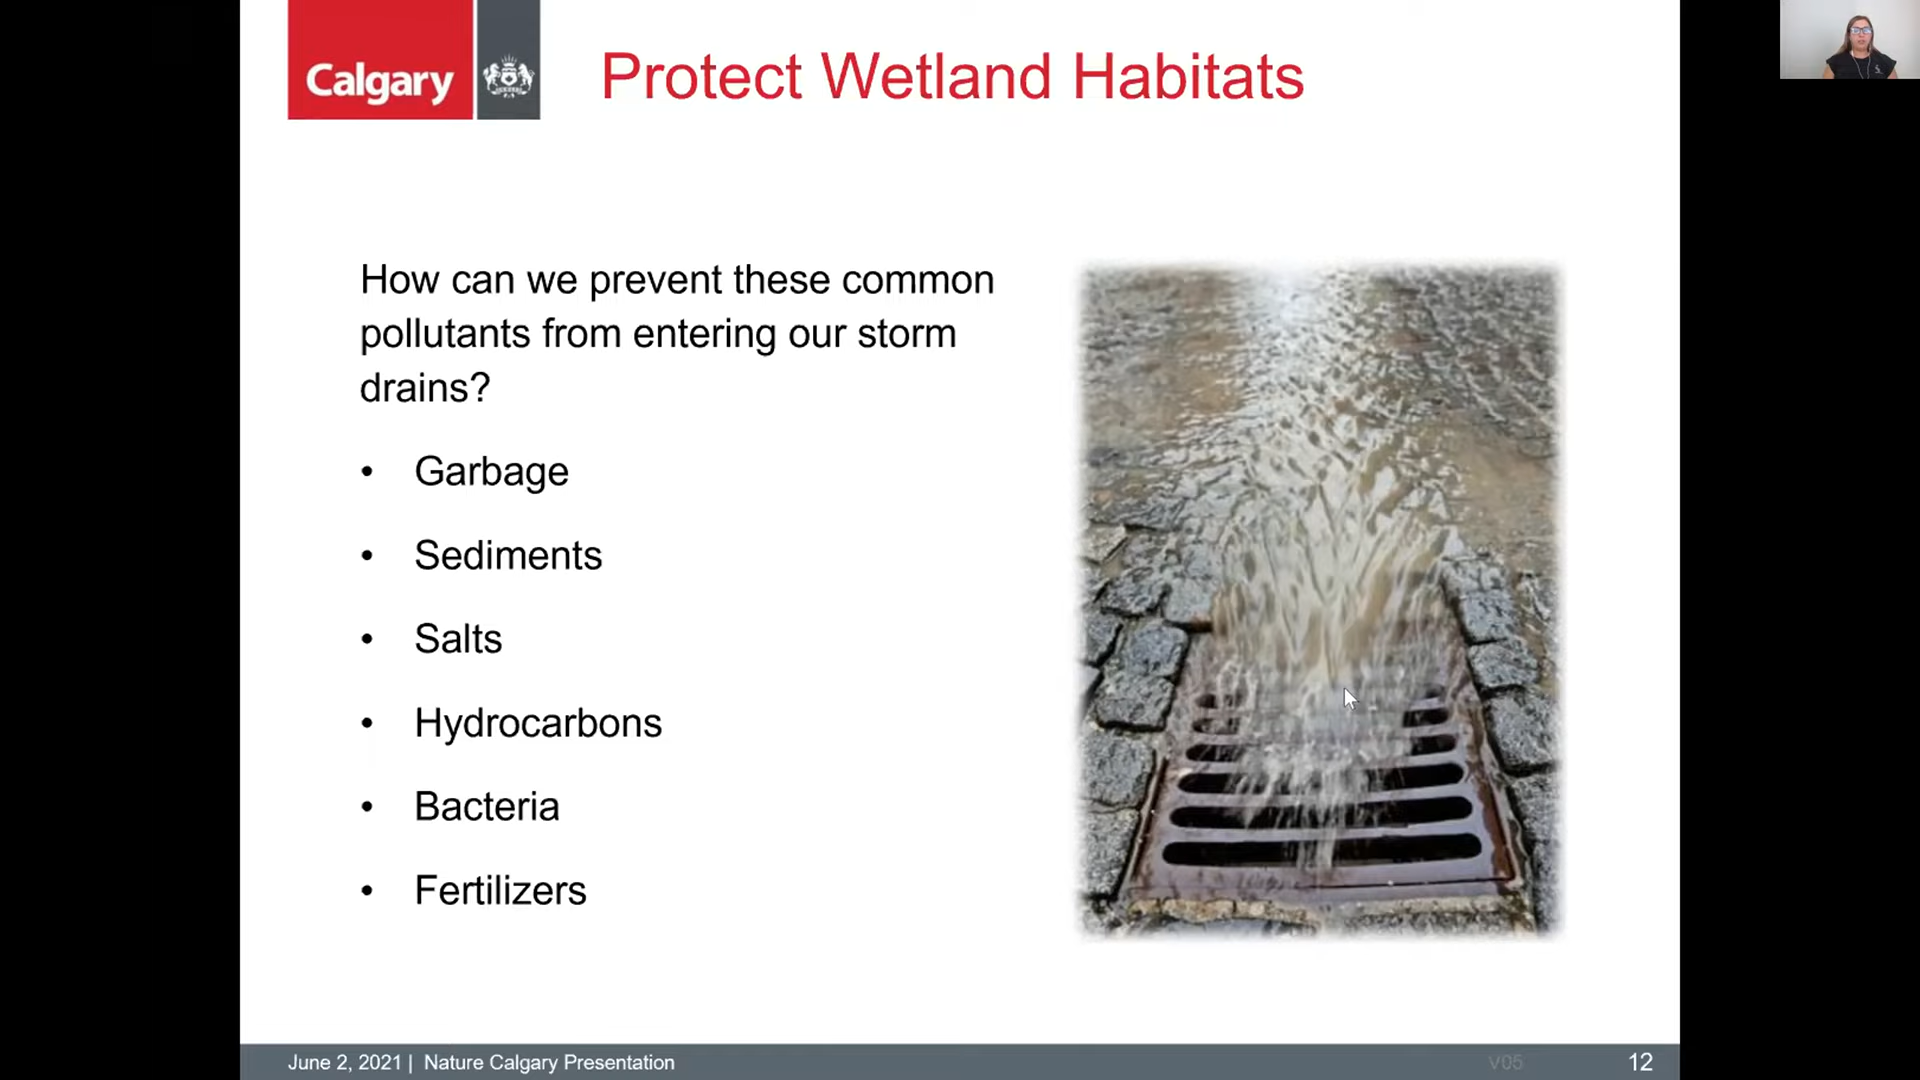 Calgary
Protect Wetland Habitats
How can we prevent these common
pollutants from entering our storm
drains?
• Garbage
• Sediments
• Salts
• Hydrocarbons
• Bacteria
• Fertilizers
June 2, 2021 | Nature Calgary Presentation
V05
12